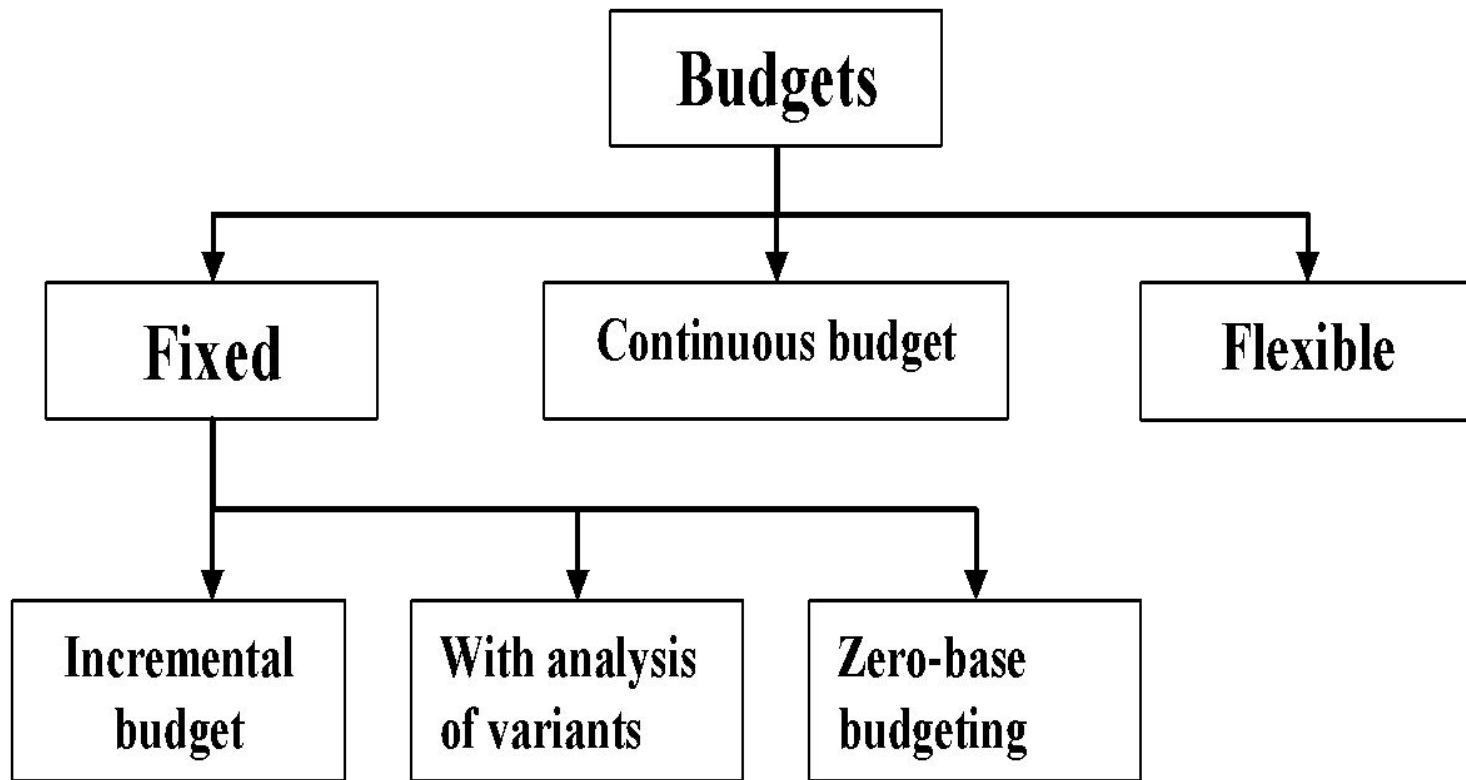 Budgets
Fixed
Continuous budget
Flexible
Incremental
budget
With analysis
of variants
Zero-base
budgeting